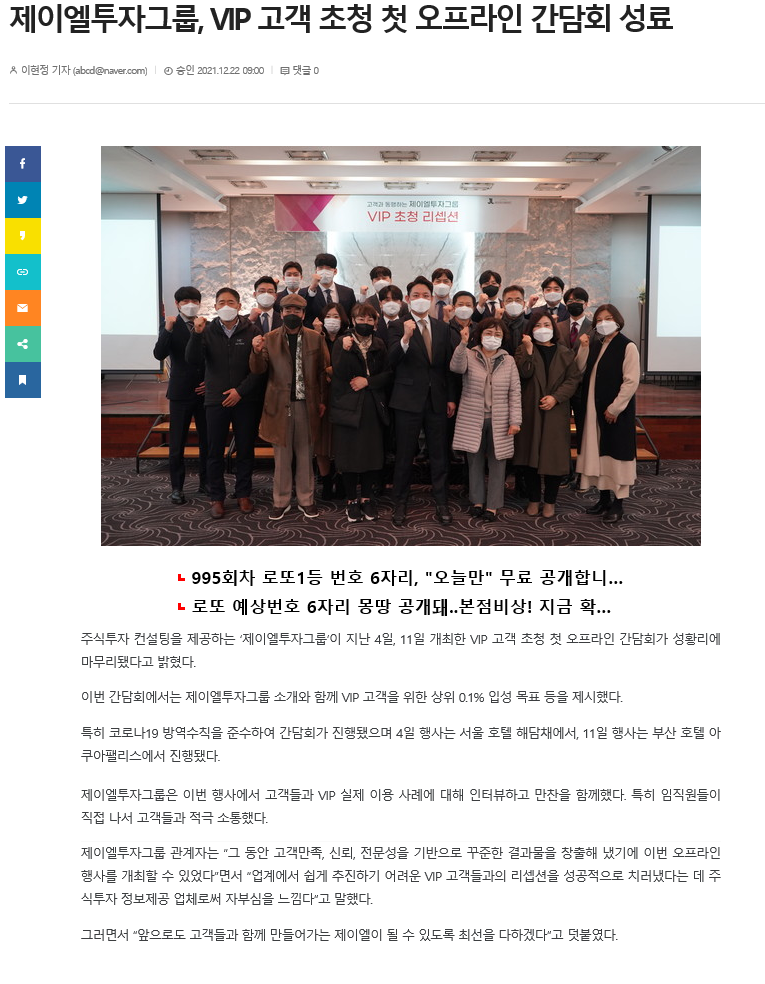 제이엘투자그룹, VIP 고객 초청 첫 오프라인 간담회 성료
이현정 기자 (abcd@naver.com) | 승인 2021.12.22 09:00 | 댓글 0
고객과 동행하는 제이엘투자그룹
VIP 초청 리셉션
995회차 로또1등 번호 6자리, "오늘만" 무료 공개합니...
로또 예상번호 6자리 몽땅 공개돼..본점비상! 지금 확...
주식투자 컨설팅을 제공하는 ‘제이엘투자그룹’이 지난 4일, 11일 개최한 VIP 고객 초청 첫 오프라인 간담회가 성황리에
마무리됐다고 밝혔다.
이번 간담회에서는 제이엘투자그룹 소개와 함께 VIP 고객을 위한 상위 0.1% 입성 목표 등을 제시했다.
특히 코로나19 방역수직을 준수하여 간담회가 진행됐으며 4일 행사는 서울 호텔 해담채에서, 11일 행사는 부산 호텔 아
쿠아팰리스에서 진행됐다.
제이엘투자그룹은 이번 행사에서 고객들과 VIP 실제 이용 사례에 대해 인터뷰하고 만찬을 함께했다. 특히 임직원들이
직접 나서 고객들과 적극 소통했다.
제이엘투자그룹 관계자는 “그 동안 고객만족, 신뢰, 전문성을 기반으로 꾸준한 결과물을 창출해 냈기에 이번 오프라인
행사를 개최할 수 있었다”면서 “업계에서 쉽게 추진하기 어려운 VIP 고객들과의 리셉션을 성공적으로 치러냈다는 데 주
식투자 정보제공 업체로써 자부심을 느낌다”고 말했다.
그러면서 “앞으로도 고객들과 함께 만들어가는 제이엘이 될 수 있도록 최선을 다하겠다”고 덧붙였다.